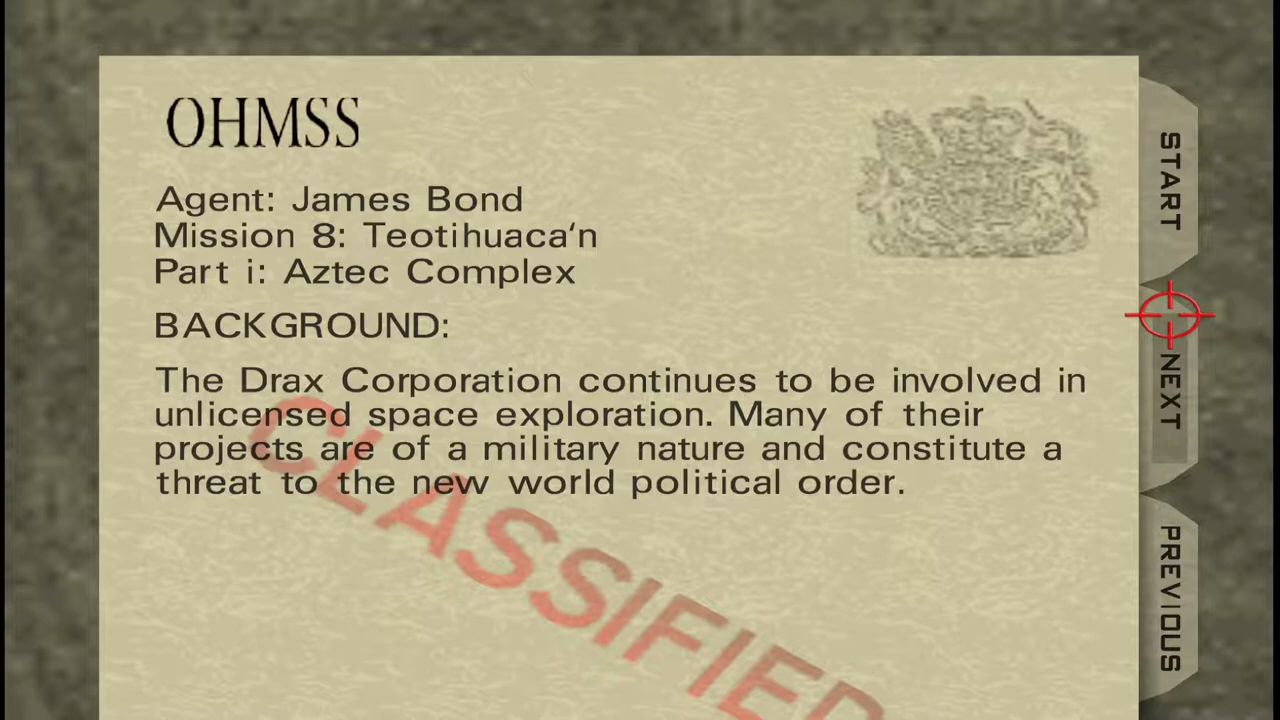 OHMSS
Agent: James Bond
Mission 8: Teotihuaca'n
Part i: Aztec Complex
BACKGROUND:
The Drax Corporation continues to be involved in
unlicensed space exploration. Many of their
projects are of a military nature and constitute a
threat to the new world political order.
CLASSIFIED
START
NEXT
PREVIOUS